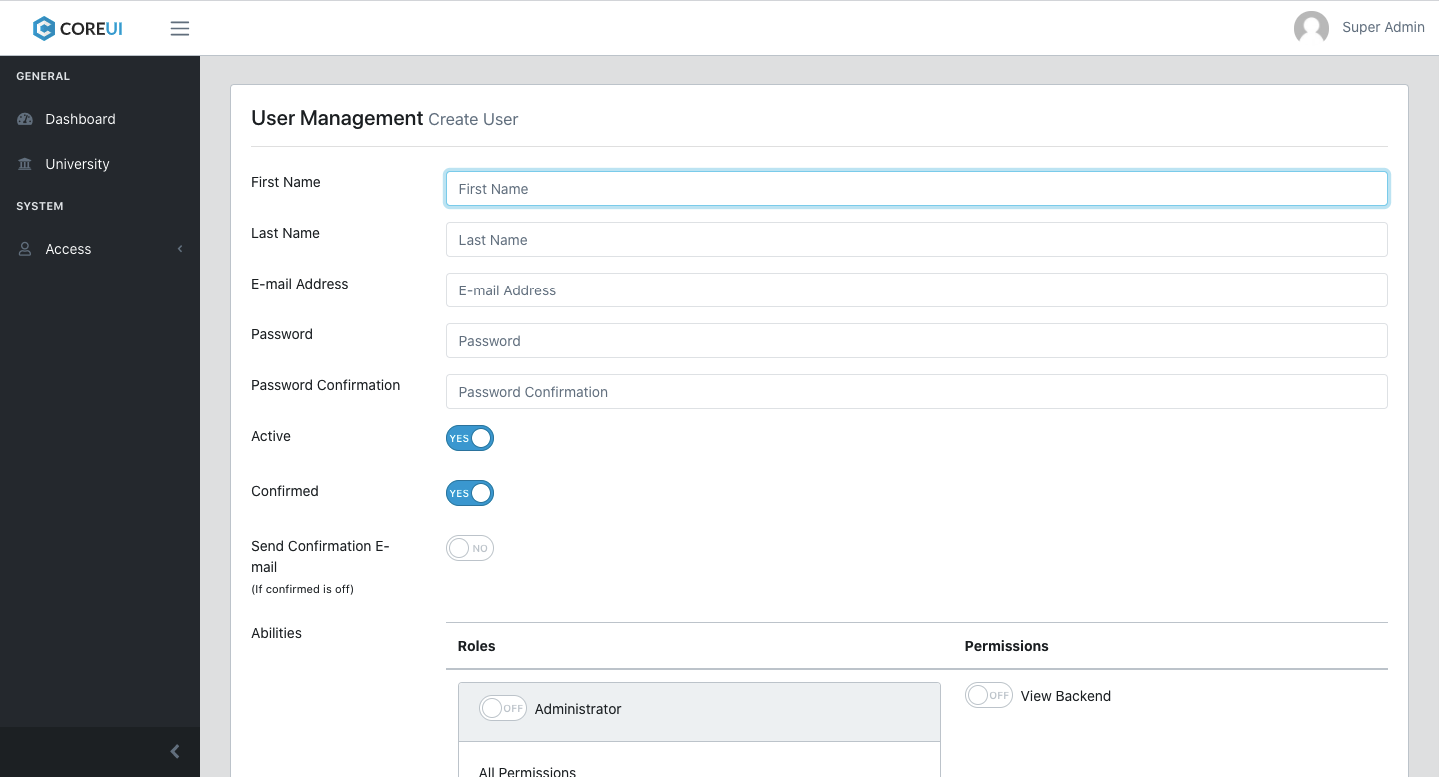 COREUI
Super Admin
GENERAL
Dashboard
University
SYSTEM
Access
User Management Create User
First Name
First Name
Last Name
Last Name
E-mail Address
E-mail Address
Password
Password
Password Confirmation
Password Confirmation
Active
YES
Confirmed
YES
Send Confirmation E-
mail
(If confirmed is off)
NO
Abilities
Roles
Permissions
OFF Administrator
OFF View Backend
All Permissions